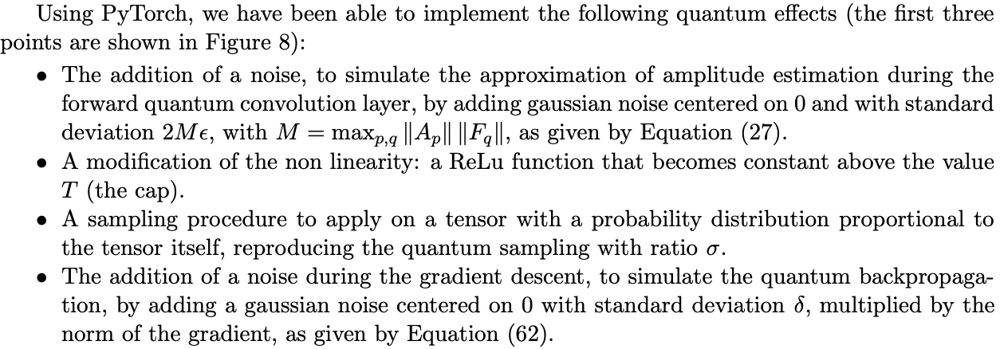 Using PyTorch, we have been able to implement the following quantum effects (the first three
points are shown in Figure 8):
• The addition of a noise, to simulate the approximation of amplitude estimation during the
forward quantum convolution layer, by adding gaussian noise centered on 0 and with standard
deviation 2Mϵ, with M = max_{p,q} ‖A_p‖ ‖F_q‖, as given by Equation (27).
• A modification of the non linearity: a ReLu function that becomes constant above the value
T (the cap).
• A sampling procedure to apply on a tensor with a probability distribution proportional to
the tensor itself, reproducing the quantum sampling with ratio σ.
• The addition of a noise during the gradient descent, to simulate the quantum backpropaga-
tion, by adding a gaussian noise centered on 0 with standard deviation δ, multiplied by the
norm of the gradient, as given by Equation (62).